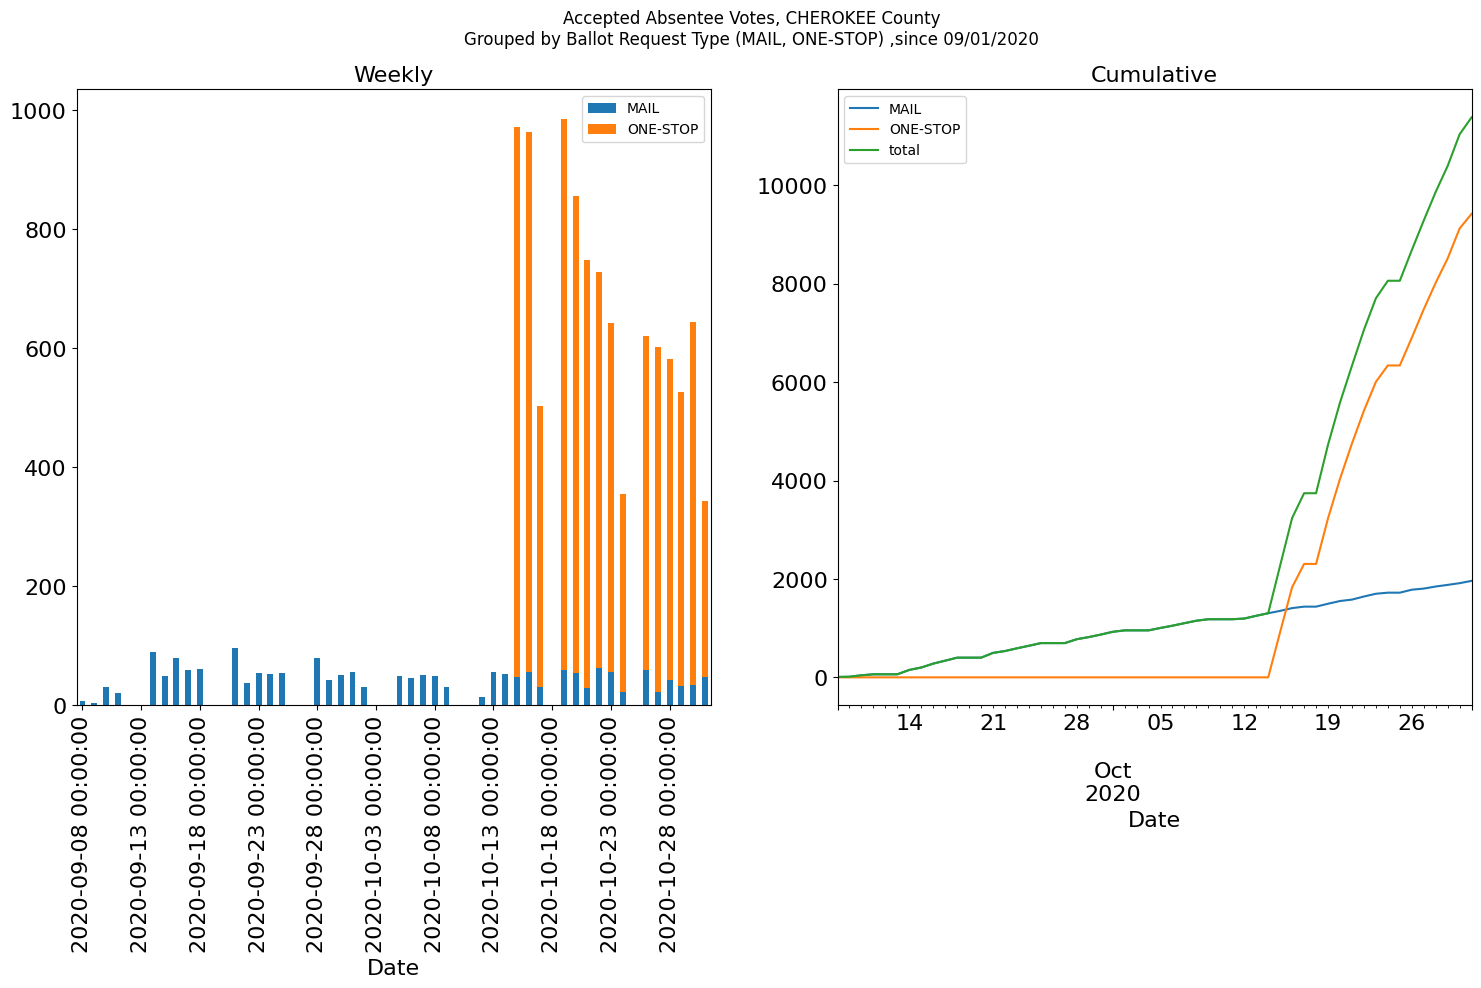 Accepted Absentee Votes, CHEROKEE County
Grouped by Ballot Request Type (MAIL, ONE-STOP) ,since 09/01/2020
Weekly
MAIL
ONE-STOP
1000
800
600
400
200
0
2020-09-08 00:00:00
2020-09-13 00:00:00
2020-09-18 00:00:00
2020-09-23 00:00:00
2020-09-28 00:00:00
2020-10-03 00:00:00
2020-10-08 00:00:00
2020-10-13 00:00:00
2020-10-18 00:00:00
2020-10-23 00:00:00
2020-10-28 00:00:00
Date
Cumulative
MAIL
ONE-STOP
total
10000
8000
6000
4000
2000
0
14 21 28 05 12 19 26
Oct
2020
Date